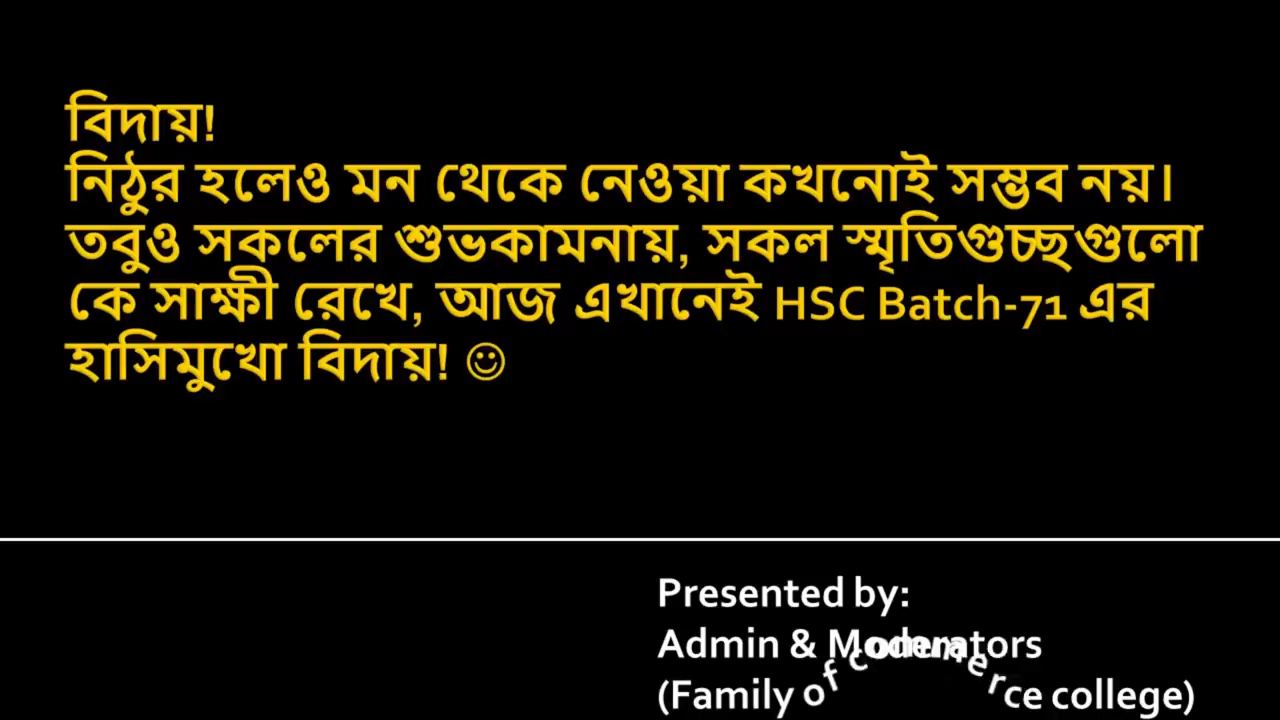 বিদায়!
নিঠুর হলেও মন থেকে নেওয়া কখনোই সম্ভব নয়।
তবুও সকলের শুভকামনায়, সকল স্মৃতিগুচ্ছগুলো
কে সাক্ষী রেখে, আজ এখানেই HSC Batch-71 এর
হাসিমুখো বিদায়! ☺
Presented by:
Admin & Moderators
(Family of commerce college)